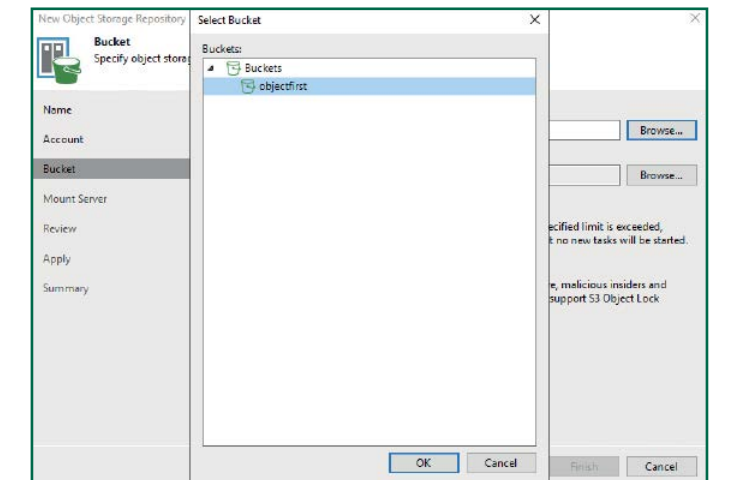 New Object Storage Repository
Bucket
Specify object storag
Name
Account
Bucket
Mount Server
Review
Apply
Summary
Select Bucket
Buckets:
Buckets
objectfirst
OK
Cancel
Browse...
Browse...
ecified limit is exceeded,
t no new tasks will be started.
e, malicious insiders and
support S3 Object Lock
Finish
Cancel